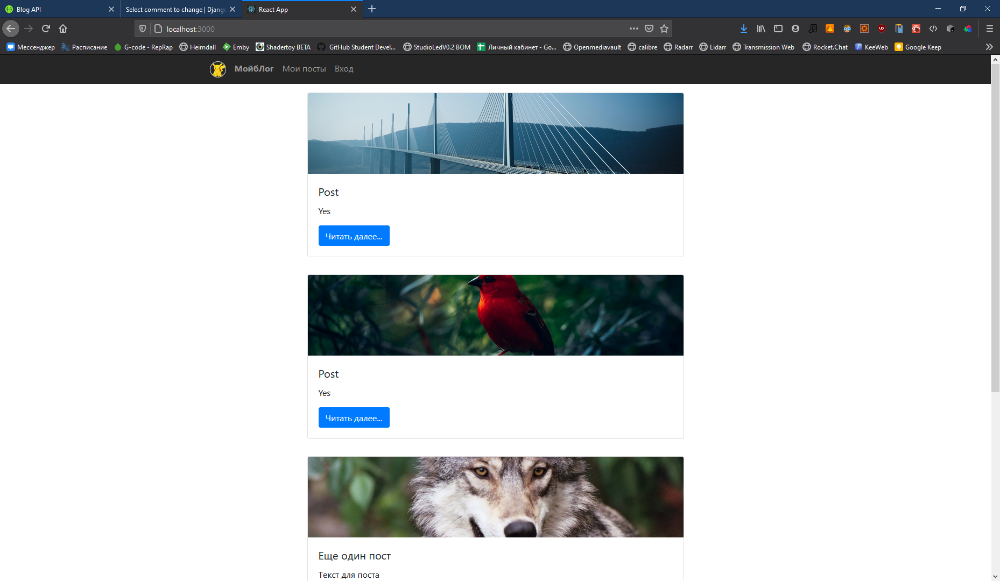 Blog API
Select comment to change | Djang
React App
localhost:3000
Мессенджер
Расписание
G-code - RepRap
Heimdall
Emby
Shadertoy BETA
GitHub Student Devel...
StudioLedV0.2 BOM
Личный кабинет - Go...
Openmediavault
calibre
Radarr
Lidarr
Transmission Web
Rocket.Chat
KeeWeb
Google Keep
МойбЛог
Мои посты
Вход
Post
Yes
Читать далее...
Post
Yes
Читать далее...
Еще один пост
Текст для поста